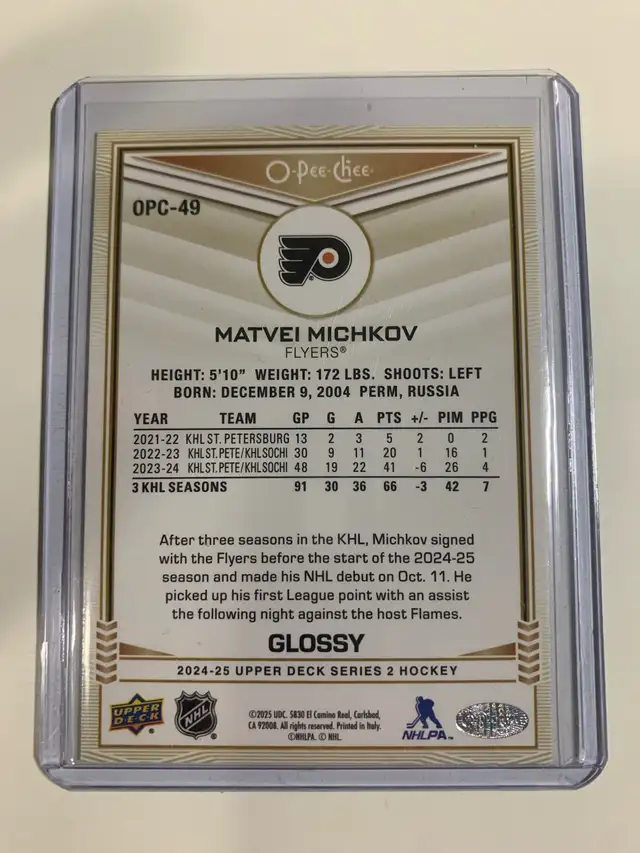 O-Pee-Chee
OPC-49
MATVEI MICHKOV
FLYERS®
HEIGHT: 5'10" WEIGHT: 172 LBS. SHOOTS: LEFT
BORN: DECEMBER 9, 2004 PERM, RUSSIA
YEAR TEAM GP G A PTS +/- PIM PPG
2021-22 KHL ST. PETERSBURG 13 2 3 5 2 0 2
2022-23 KHL ST. PETE/KHL SOCHI 30 9 11 20 1 16 1
2023-24 KHL ST. PETE/KHL SOCHI 48 19 22 41 -6 26 4
3 KHL SEASONS 91 30 36 66 -3 42 7
After three seasons in the KHL, Michkov signed
with the Flyers before the start of the 2024-25
season and made his NHL debut on Oct. 11. He
picked up his first League point with an assist
the following night against the host Flames.
GLOSSY
2024-25 UPPER DECK SERIES 2 HOCKEY
UPPER
DECK®
NHL
©2025 UDC. 5830 El Camino Real, Carlsbad,
CA 92008. All rights reserved. Printed in Italy.
©NHLPA. © NHL.
NHLPA™